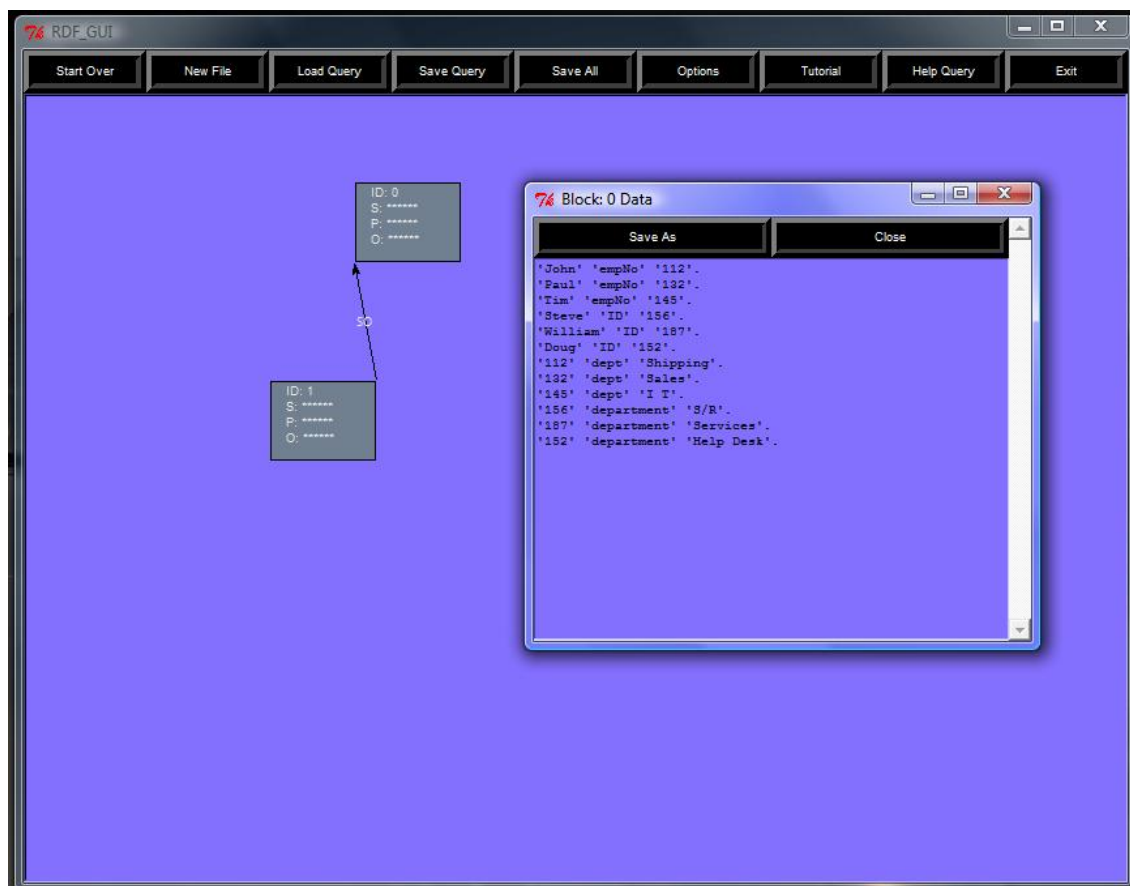 RDF_GUI
Start Over New File Load Query Save Query Save All Options Tutorial Help Query Exit
ID: 0
S: ******
P: ******
O: ******
SO
ID: 1
S: ******
P: ******
O: ******
Block: 0 Data
Save As Close
'John' 'empNo' '112'.
'Paul' 'empNo' '132'.
'Tim' 'empNo' '145'.
'Steve' 'ID' '156'.
'William' 'ID' '187'.
'Doug' 'ID' '152'.
'112' 'dept' 'Shipping'.
'132' 'dept' 'Sales'.
'145' 'dept' 'I T'.
'156' 'department' 'S/R'.
'187' 'department' 'Services'.
'152' 'department' 'Help Desk'.